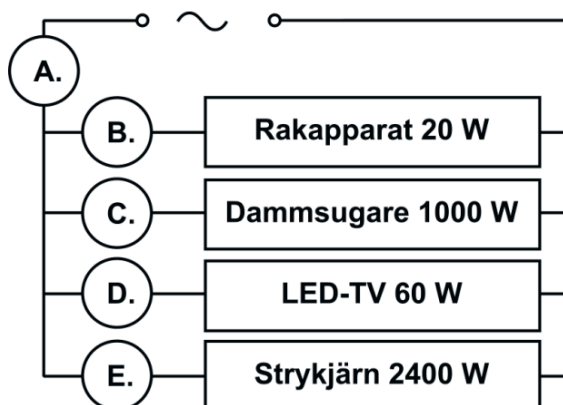 A.
B. Rakapparat 20 W
C. Dammsugare 1000 W
D. LED-TV 60 W
E. Strykjärn 2400 W